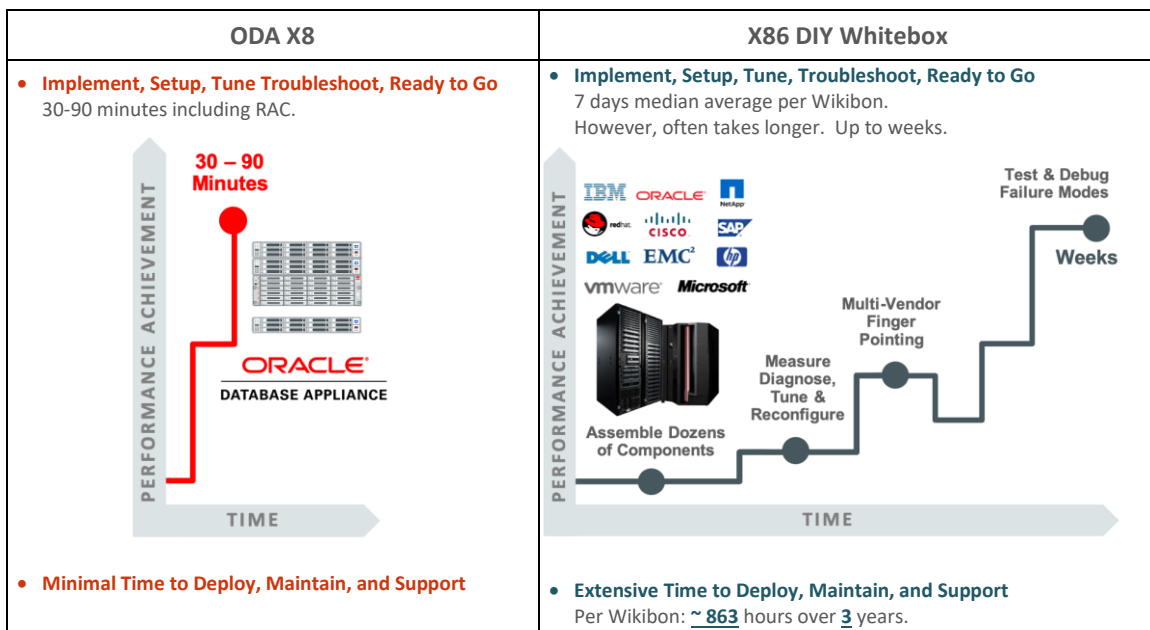 ODA X8
X86 DIY Whitebox
• Implement, Setup, Tune Troubleshoot, Ready to Go
30-90 minutes including RAC.
PERFORMANCE ACHIEVEMENT
30 – 90
Minutes
ORACLE®
DATABASE APPLIANCE
TIME
• Minimal Time to Deploy, Maintain, and Support
• Implement, Setup, Tune, Troubleshoot, Ready to Go
7 days median average per Wikibon.
However, often takes longer.  Up to weeks.
PERFORMANCE ACHIEVEMENT
IBM ORACLE® NetApp
redhat. CISCO. SAP
DELL EMC² hp
vmware® Microsoft
Assemble Dozens
of Components
Measure
Diagnose,
Tune &
Reconfigure
Multi-Vendor
Finger
Pointing
Test & Debug
Failure Modes
Weeks
TIME
• Extensive Time to Deploy, Maintain, and Support
Per Wikibon: ~ 863 hours over 3 years.